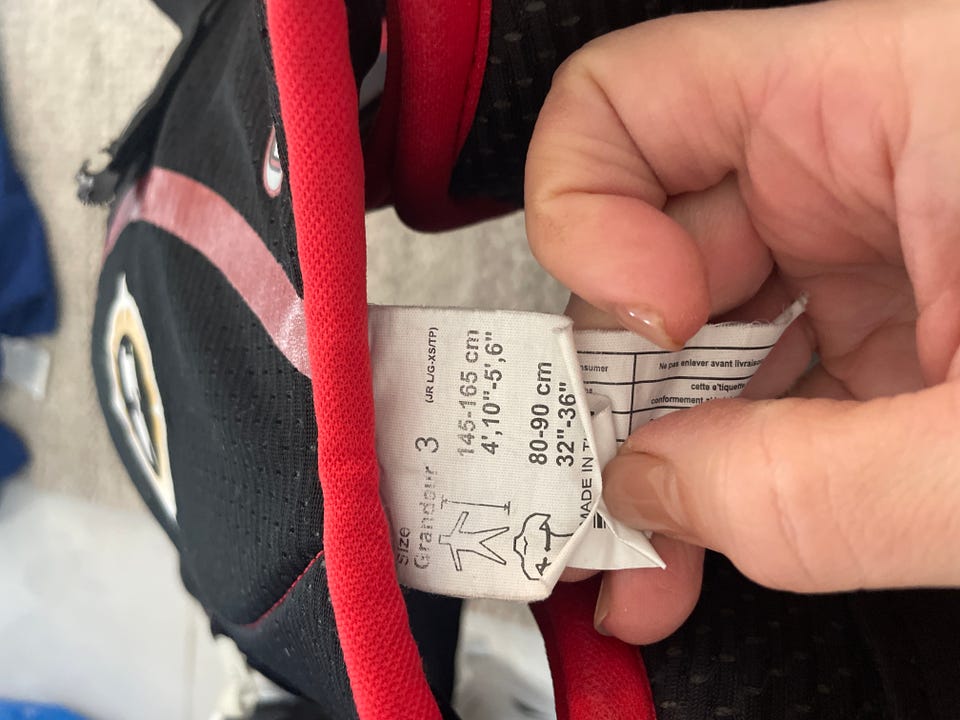 Size
Grandeur 3
(JR L/G-XS/TP)
145-165 cm
4',10"-5',6"
80-90 cm
32"-36"
MADE IN
Ne pas enlever avant livraison
cette étiquette
conformement